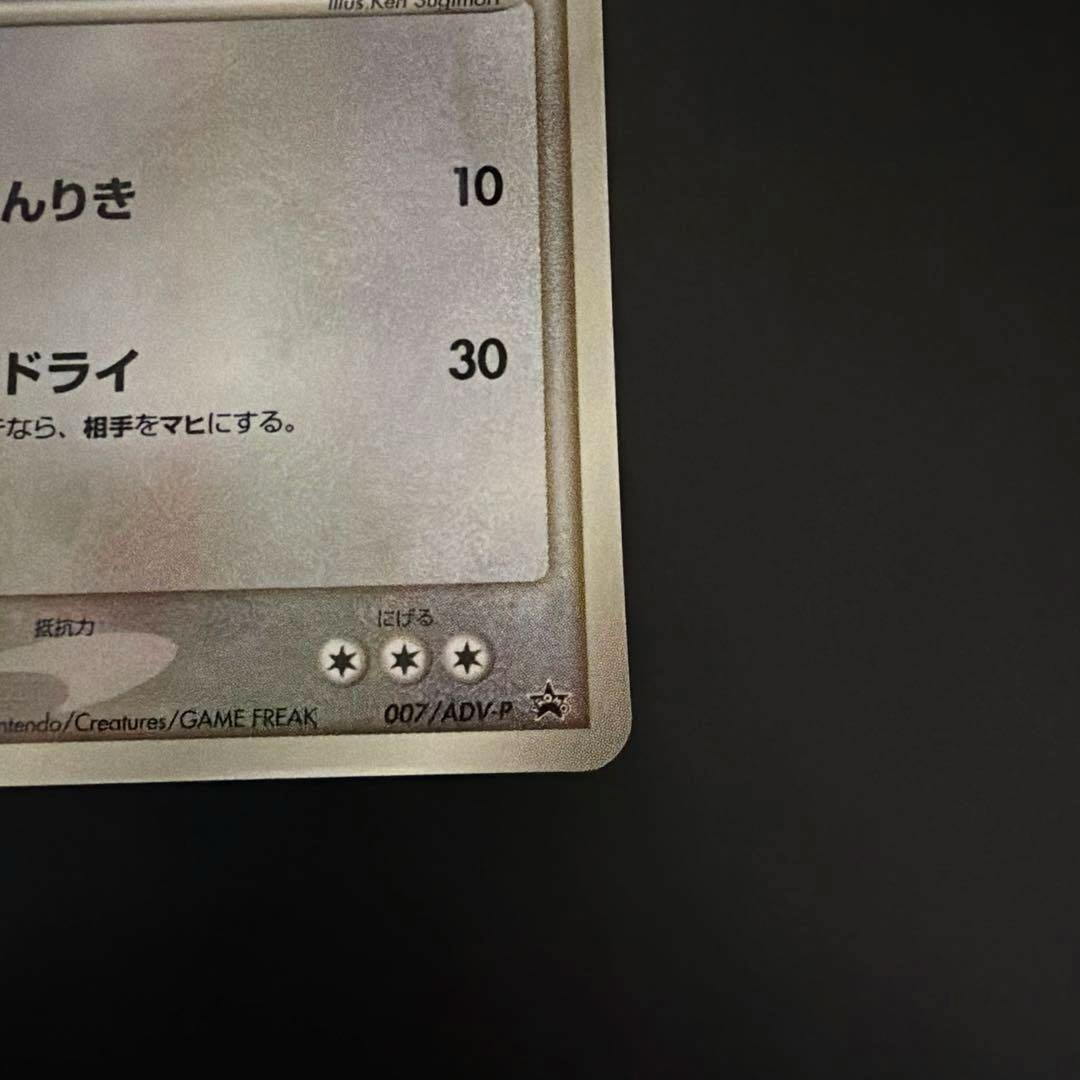 Illus.Ken Sugimori
んりき 10
ドライ 30
なら、相手をマヒにする。
抵抗力 にげる
ntendo/Creatures/GAME FREAK 007/ADV-P